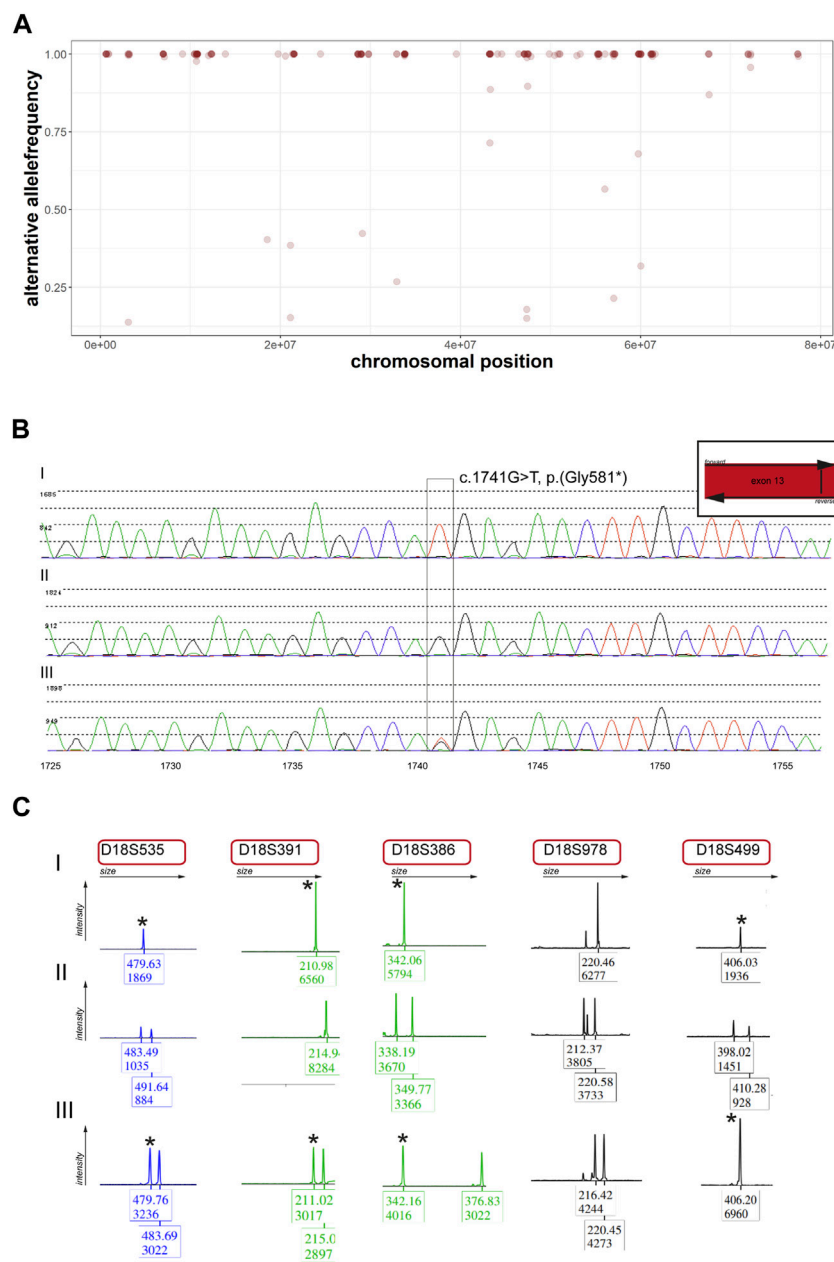 A
alternative allelefrequency
1.00
0.75
0.50
0.25
0e+00
2e+07
4e+07
6e+07
8e+07
chromosomal position
B
I
c.1741G>T, p.(Gly581*)
forward
exon 13
reverse
1685
842
II
1824
912
III
1898
949
1725
1730
1735
1740
1745
1750
1755
C
D18S535
D18S391
D18S386
D18S978
D18S499
I
size
size
size
size
size
intensity
*
*
*
*
479.63
1869
210.98
6560
342.06
5794
220.46
6277
406.03
1936
II
intensity
483.49
1035
491.64
884
214.9
8284
338.19
3670
349.77
3366
212.37
3805
220.58
3733
398.02
1451
410.28
928
III
intensity
*
*
*
*
479.76
3236
483.69
3022
211.02
3017
215.0
2897
342.16
4016
376.83
3022
216.42
4244
220.45
4273
406.20
6960